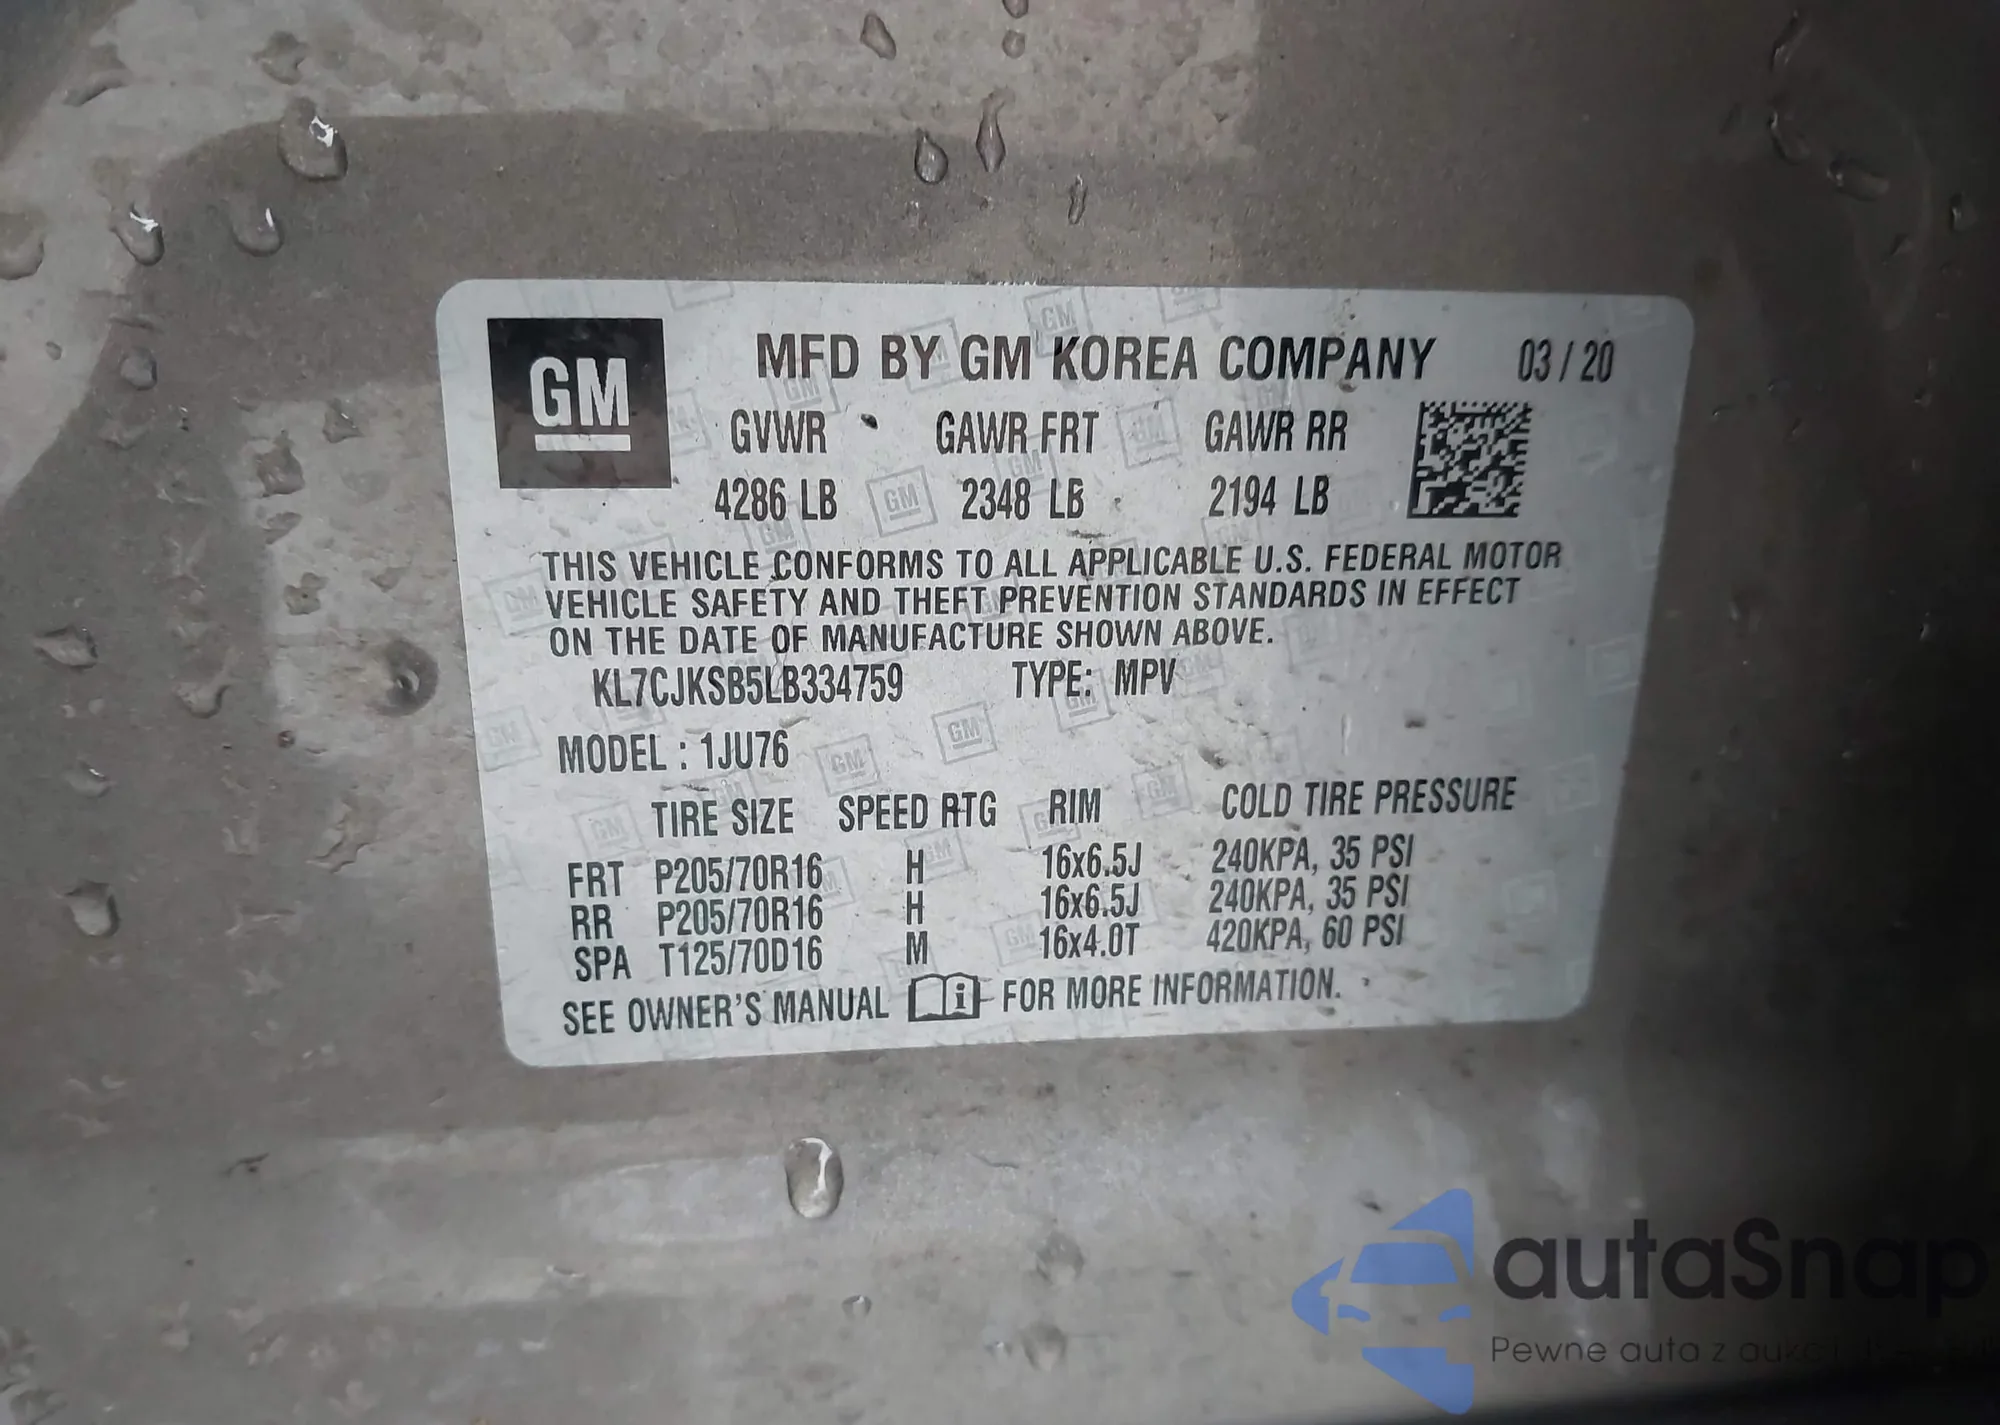 GM
MFD BY GM KOREA COMPANY 03 / 20
GVWR GAWR FRT GAWR RR
4286 LB 2348 LB 2194 LB
THIS VEHICLE CONFORMS TO ALL APPLICABLE U.S. FEDERAL MOTOR
VEHICLE SAFETY AND THEFT PREVENTION STANDARDS IN EFFECT
ON THE DATE OF MANUFACTURE SHOWN ABOVE.
KL7CJKSB5LB334759 TYPE: MPV
MODEL : 1JU76
TIRE SIZE SPEED RTG RIM COLD TIRE PRESSURE
FRT P205/70R16 H 16x6.5J 240KPA, 35 PSI
RR P205/70R16 H 16x6.5J 240KPA, 35 PSI
SPA T125/70D16 M 16x4.0T 420KPA, 60 PSI
SEE OWNER'S MANUAL FOR MORE INFORMATION.
autaSnap
Pewne auta z